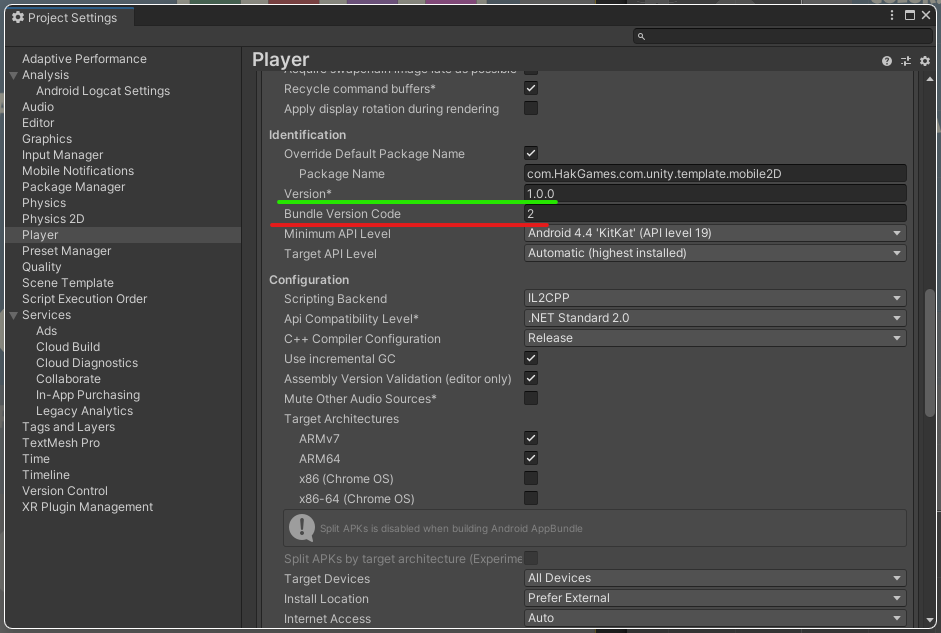 Project Settings
Adaptive Performance
Analysis
Android Logcat Settings
Audio
Editor
Graphics
Input Manager
Mobile Notifications
Package Manager
Physics
Physics 2D
Player
Preset Manager
Quality
Scene Template
Script Execution Order
Services
Ads
Cloud Build
Cloud Diagnostics
Collaborate
In-App Purchasing
Legacy Analytics
Tags and Layers
TextMesh Pro
Time
Timeline
Version Control
XR Plugin Management
Player
Acquire swapchain image late as possible
Recycle command buffers*
Apply display rotation during rendering
Identification
Override Default Package Name
Package Name com.HakGames.com.unity.template.mobile2D
Version* 1.0.0
Bundle Version Code 2
Minimum API Level Android 4.4 'KitKat' (API level 19)
Target API Level Automatic (highest installed)
Configuration
Scripting Backend IL2CPP
Api Compatibility Level* .NET Standard 2.0
C++ Compiler Configuration Release
Use incremental GC
Assembly Version Validation (editor only)
Mute Other Audio Sources*
Target Architectures
ARMv7
ARM64
x86 (Chrome OS)
x86-64 (Chrome OS)
Split APKs is disabled when building Android AppBundle
Split APKs by target architecture (Experime
Target Devices All Devices
Install Location Prefer External
Internet Access Auto